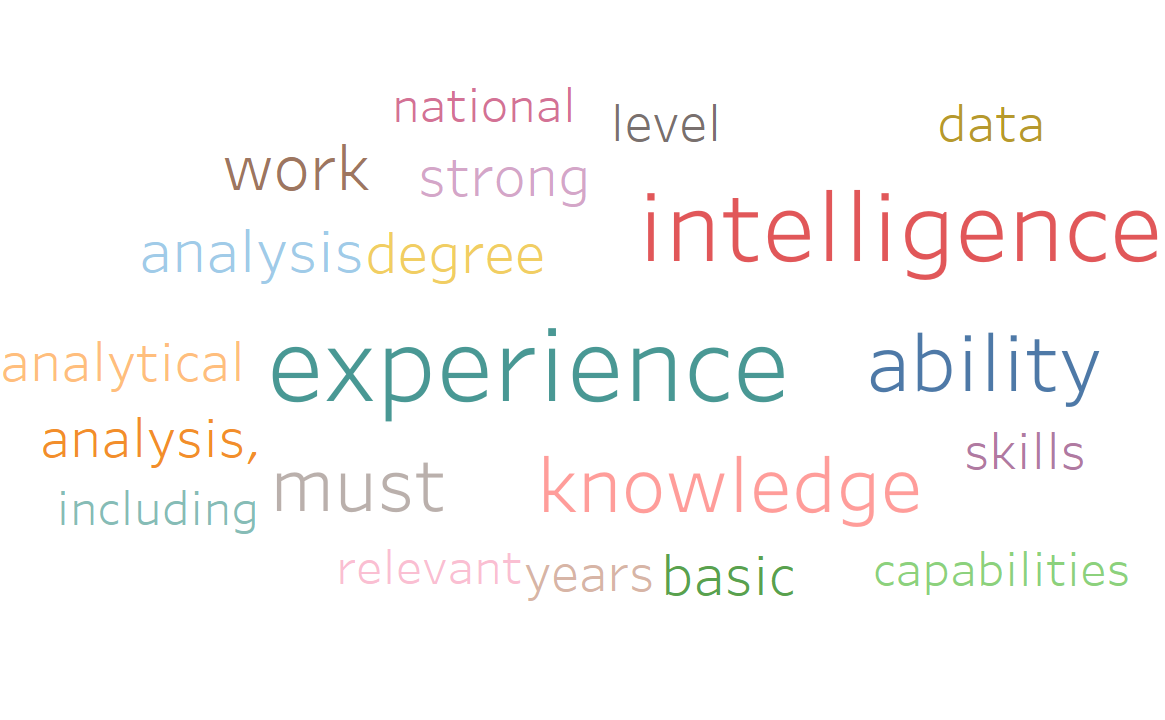 national
level
data
work
strong
intelligence
analysis
degree
experience
ability
analytical
analysis,
skills
must
knowledge
including
relevant
years
basic
capabilities